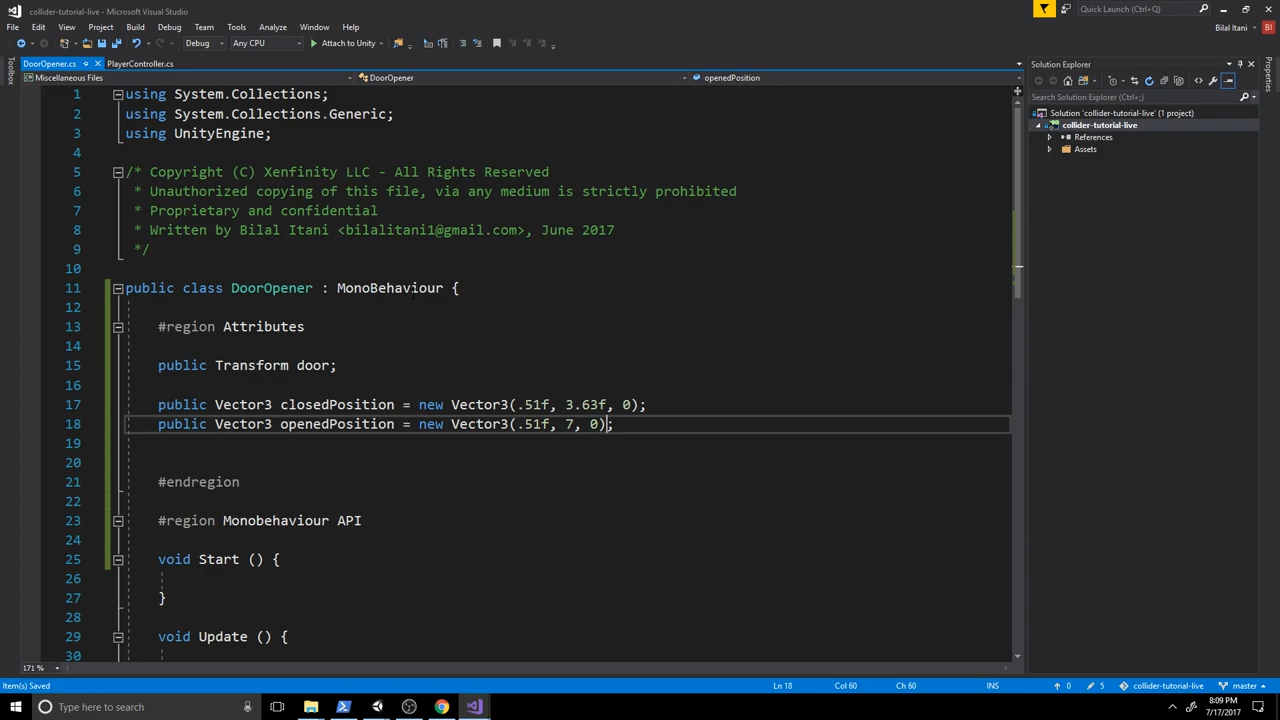 collider-tutorial-live - Microsoft Visual Studio
Quick Launch (Ctrl+Q)
File Edit View Build Debug Team Tools Analyze Window Help
Bilal Itani BI
Debug Any CPU Attach to Unity
Toolbox
DoorOpener.cs PlayerController.cs
Miscellaneous Files DoorOpener openedPosition
1 using System.Collections;
2 using System.Collections.Generic;
3 using UnityEngine;
4
5 /* Copyright (C) Xenfinity LLC - All Rights Reserved
6 * Unauthorized copying of this file, via any medium is strictly prohibited
7 * Proprietary and confidential
8 * Written by Bilal Itani <bilalitani1@gmail.com>, June 2017
9 */
10
11 public class DoorOpener : MonoBehaviour {
12
13 #region Attributes
14
15 public Transform door;
16
17 public Vector3 closedPosition = new Vector3(.51f, 3.63f, 0);
18 public Vector3 openedPosition = new Vector3(.51f, 7, 0);
19
20
21 #endregion
22
23 #region Monobehaviour API
24
25 void Start () {
26
27 }
28
29 void Update () {
30
Solution Explorer
Search Solution Explorer (Ctrl+;)
Solution 'collider-tutorial-live' (1 project)
collider-tutorial-live
References
Assets
Properties
171 %
Item(s) Saved Ln 18 Col 60 Ch 60 INS 0 5 collider-tutorial-live master
Type here to search
8:09 PM
7/17/2017